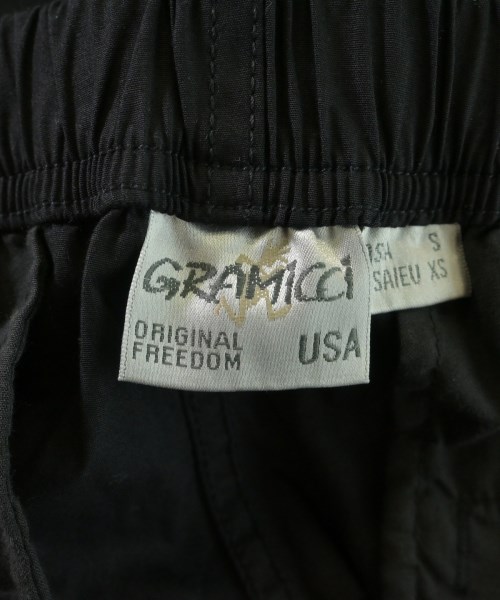 GRAMiCCi
ORIGINAL
FREEDOM
USA
S
XS